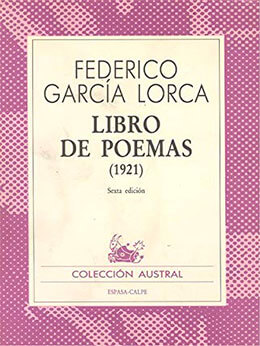 FEDERICO
GARCÍA LORCA
LIBRO
DE POEMAS
(1921)
Sexta edición
COLECCIÓN AUSTRAL
ESPASA-CALPE